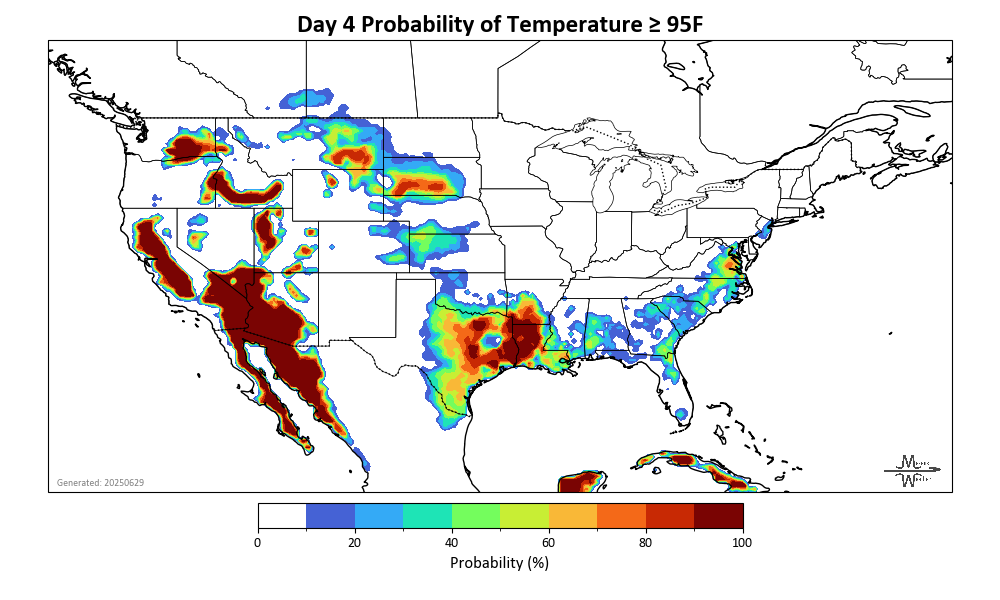 Day 4 Probability of Temperature ≥ 95F
Generated: 20250629
0 20 40 60 80 100
Probability (%)